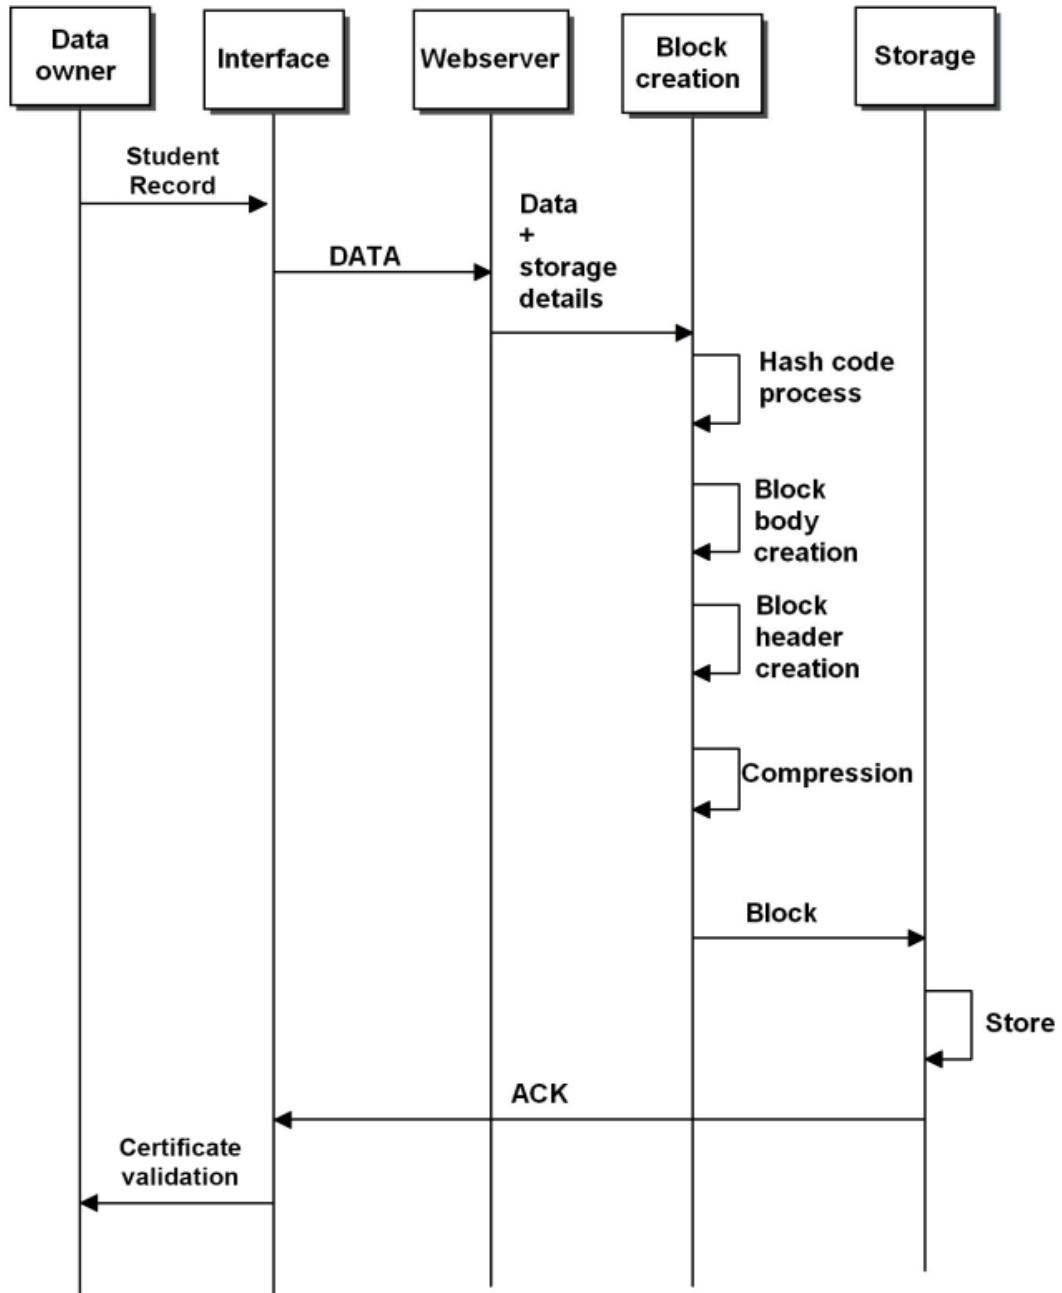 Data
owner
Interface
Webserver
Block
creation
Storage
Student
Record
DATA
Data
+
storage
details
Hash code
process
Block
body
creation
Block
header
creation
Compression
Block
Store
ACK
Certificate
validation